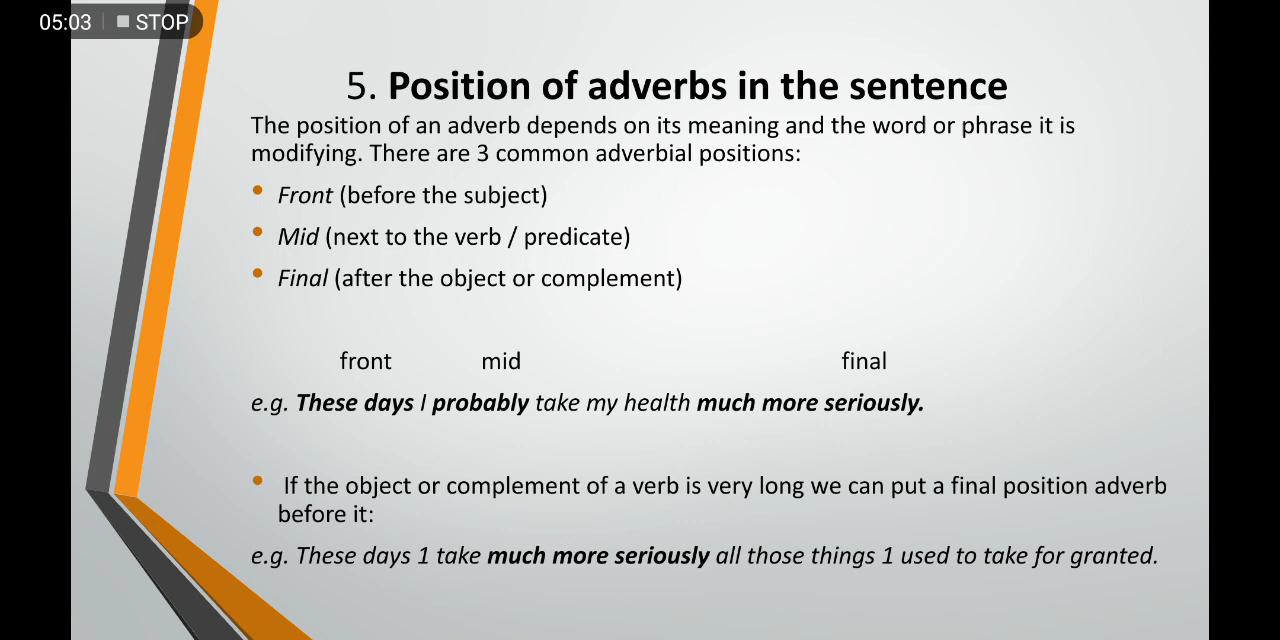 05:03 STOP
5. Position of adverbs in the sentence
The position of an adverb depends on its meaning and the word or phrase it is
modifying. There are 3 common adverbial positions:
• Front (before the subject)
• Mid (next to the verb / predicate)
• Final (after the object or complement)
front mid final
e.g. These days I probably take my health much more seriously.
• If the object or complement of a verb is very long we can put a final position adverb
before it:
e.g. These days 1 take much more seriously all those things 1 used to take for granted.